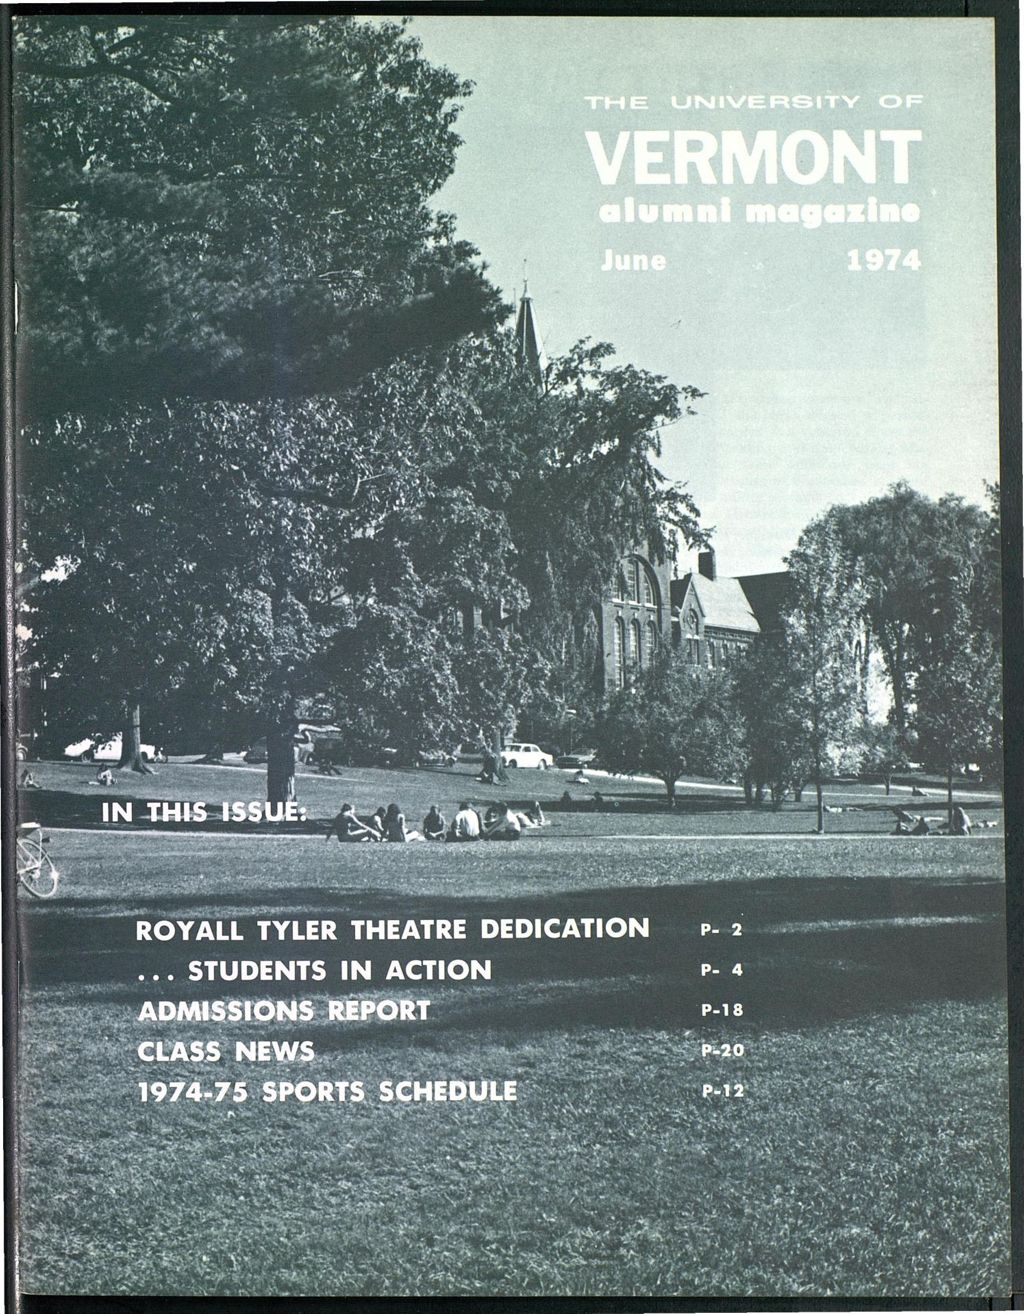 THE UNIVERSITY OF
VERMONT
alumni magazine
June 1974
IN THIS ISSUE:
ROYALL TYLER THEATRE DEDICATION P- 2
... STUDENTS IN ACTION P- 4
ADMISSIONS REPORT P-18
CLASS NEWS P-20
1974-75 SPORTS SCHEDULE P-12